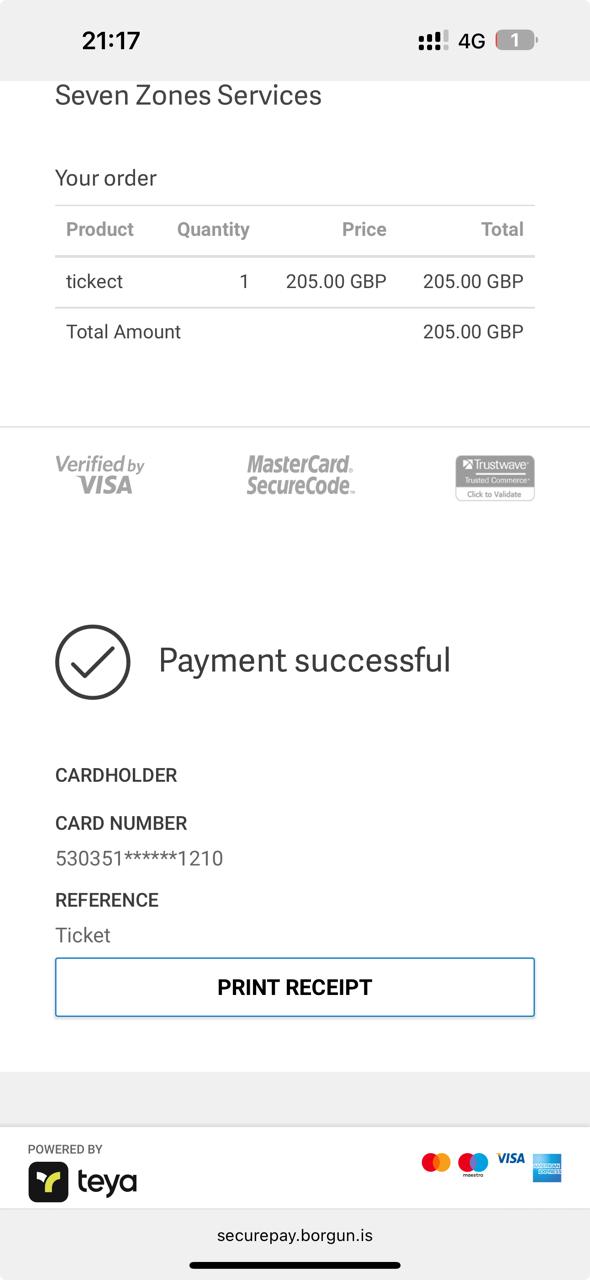 21:17 4G 1
Seven Zones Services
Your order
Product Quantity Price Total
tickect 1 205.00 GBP 205.00 GBP
Total Amount 205.00 GBP
Verified by VISA
MasterCard. SecureCode™
Trustwave®
Trusted Commerce®
Click to Validate
Payment successful
CARDHOLDER
CARD NUMBER
530351******1210
REFERENCE
Ticket
PRINT RECEIPT
POWERED BY
teya
maestro VISA AMERICAN EXPRESS
securepay.borgun.is